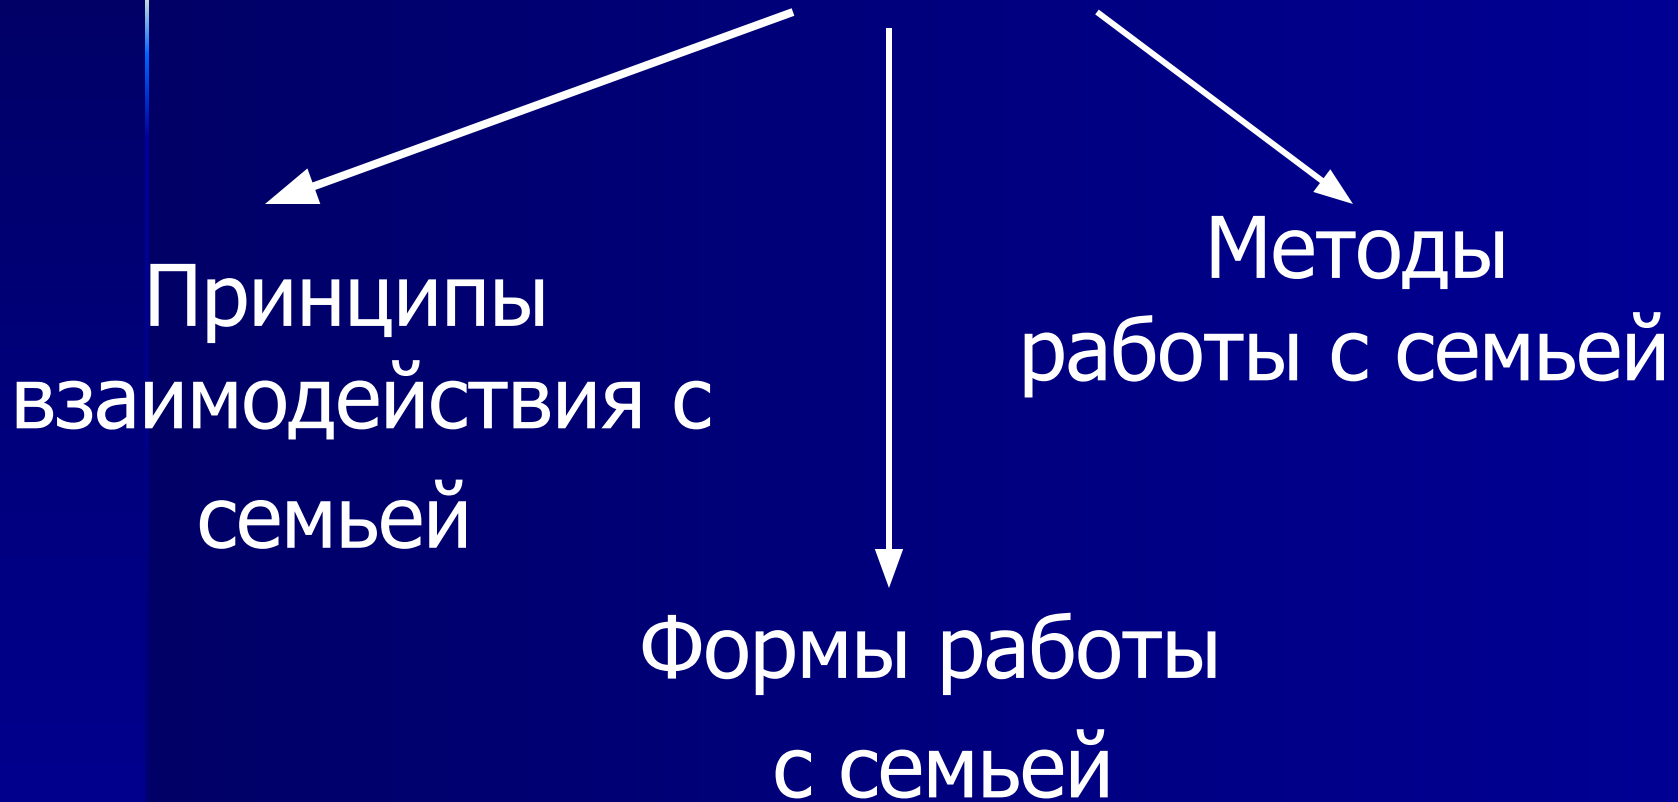 Принципы
взаимодействия с
семьей
Методы
работы с семьей
Формы работы
с семьей